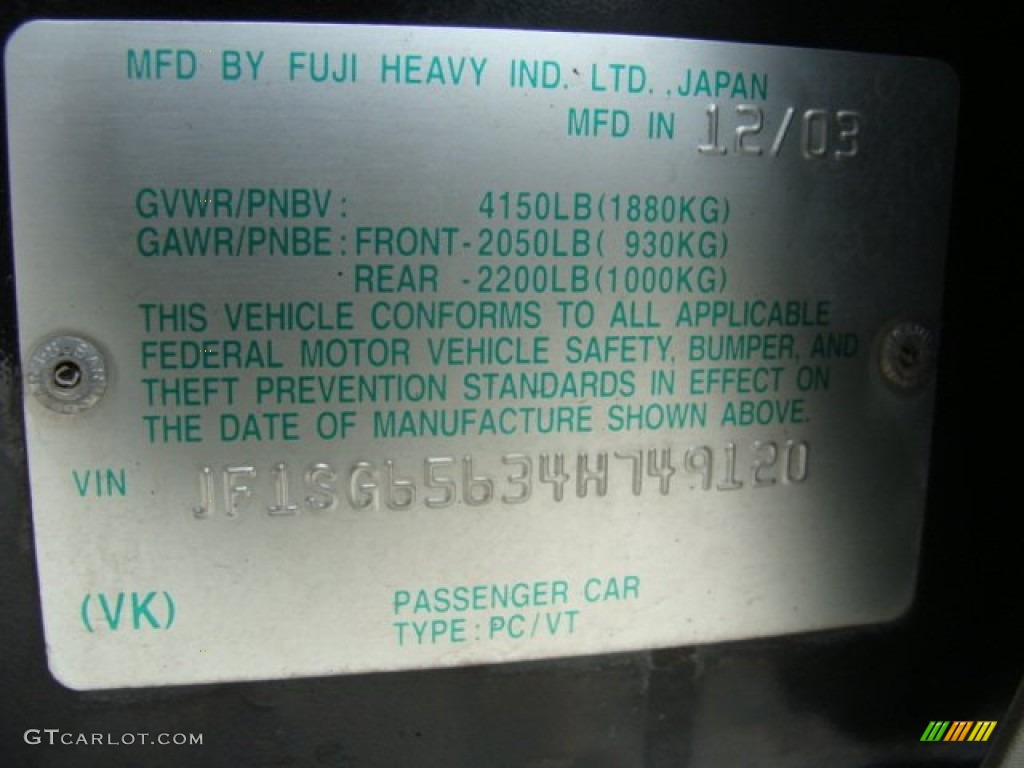 MFD BY FUJI HEAVY IND. LTD., JAPAN
MFD IN 12/03
GVWR/PNBV: 4150LB(1880KG)
GAWR/PNBE: FRONT-2050LB( 930KG)
REAR -2200LB(1000KG)
THIS VEHICLE CONFORMS TO ALL APPLICABLE
FEDERAL MOTOR VEHICLE SAFETY, BUMPER, AND
THEFT PREVENTION STANDARDS IN EFFECT ON
THE DATE OF MANUFACTURE SHOWN ABOVE.
VIN JF1SG65634H749120
(VK)
PASSENGER CAR
TYPE: PC/VT
GTCARLOT.COM